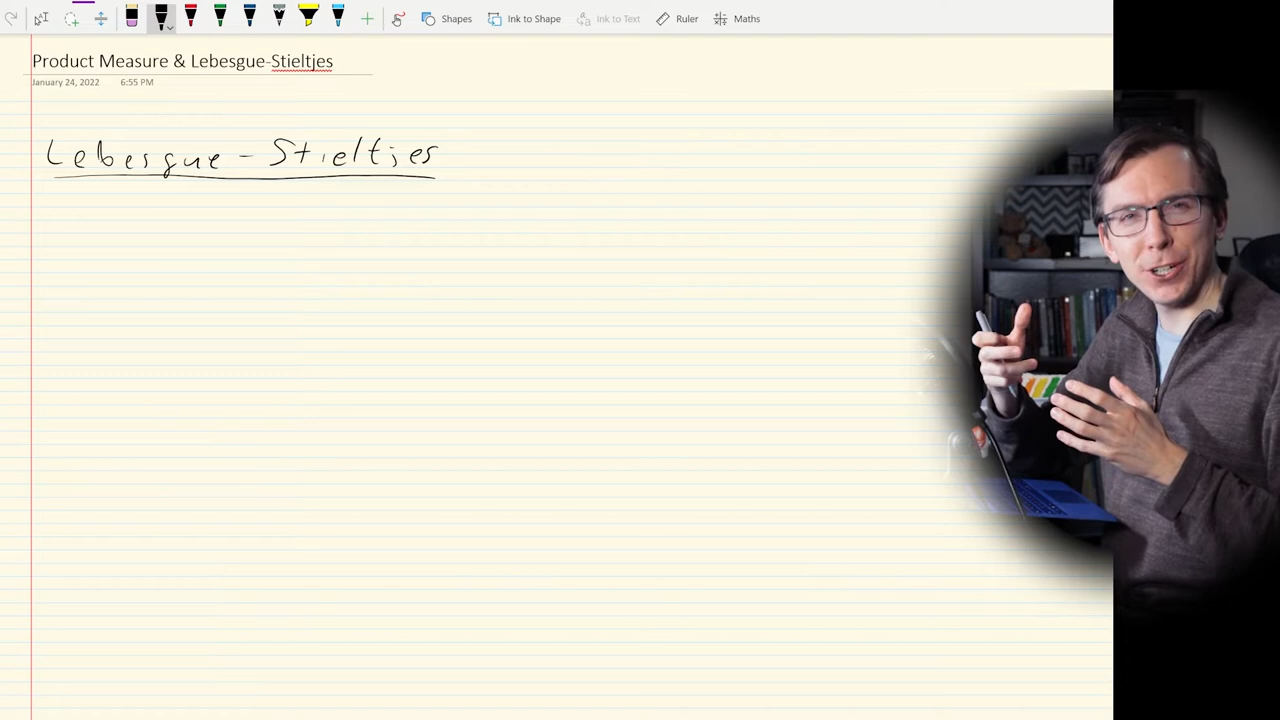 Shapes
Ink to Shape
Ink to Text
Ruler
Maths
Product Measure & Lebesgue-Stieltjes
January 24, 2022 6:55 PM
Lebesgue - Stieltjes